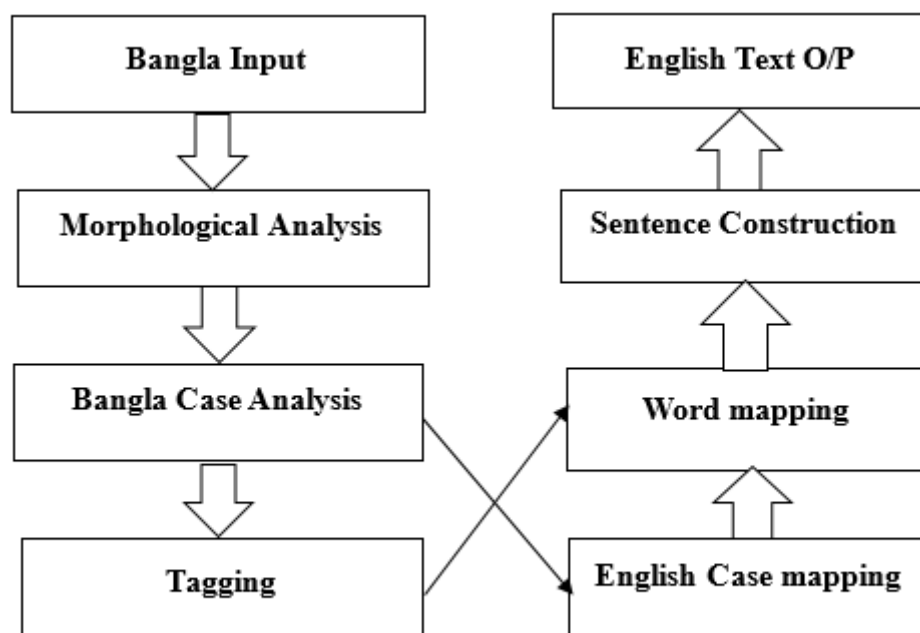 Bangla Input
Morphological Analysis
Bangla Case Analysis
Tagging
English Text O/P
Sentence Construction
Word mapping
English Case mapping